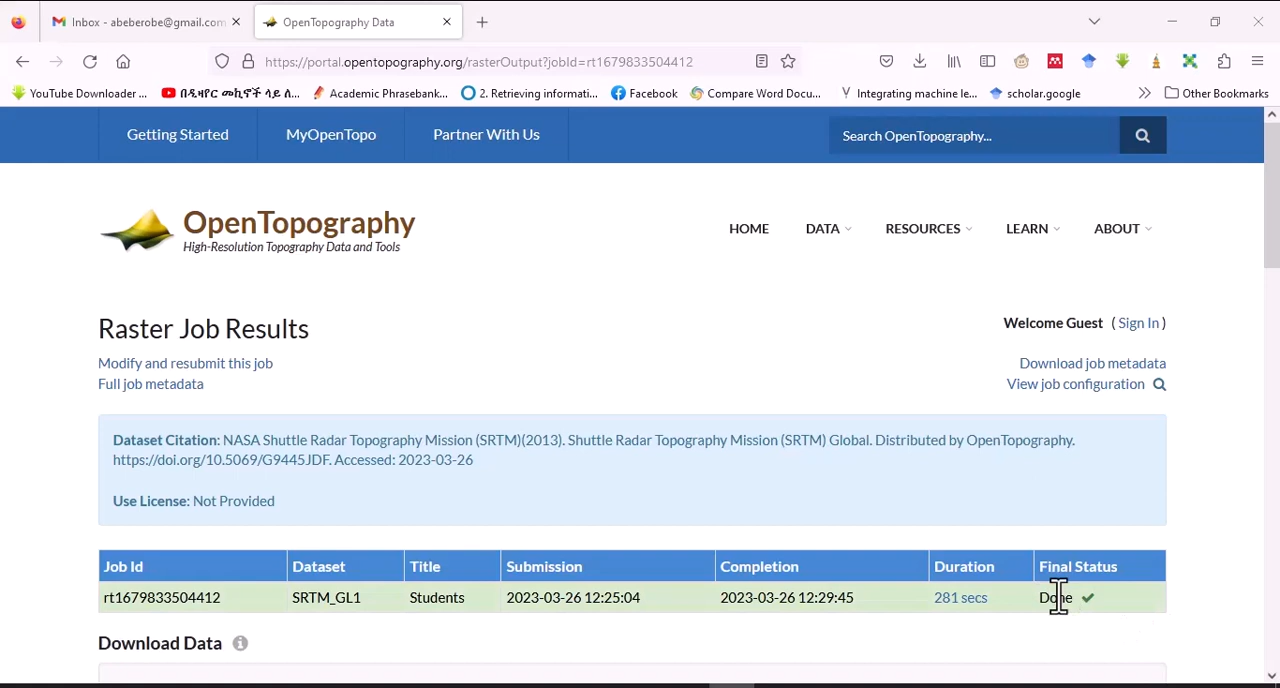 Inbox - abeberobe@gmail.com
OpenTopography Data
https://portal.opentopography.org/rasterOutput?jobId=rt1679833504412
YouTube Downloader ...
በዲዛየር መኪኖች ላይ ለ...
Academic Phrasebank...
2. Retrieving informati...
Facebook
Compare Word Docu...
Integrating machine le...
scholar.google
Other Bookmarks
Getting Started
MyOpenTopo
Partner With Us
Search OpenTopography...
OpenTopography
High-Resolution Topography Data and Tools
HOME
DATA
RESOURCES
LEARN
ABOUT
Raster Job Results
Welcome Guest ( Sign In )
Modify and resubmit this job
Download job metadata
Full job metadata
View job configuration
Dataset Citation: NASA Shuttle Radar Topography Mission (SRTM)(2013). Shuttle Radar Topography Mission (SRTM) Global. Distributed by OpenTopography.
https://doi.org/10.5069/G9445JDF. Accessed: 2023-03-26
Use License: Not Provided
Job Id Dataset Title Submission Completion Duration Final Status
rt1679833504412 SRTM_GL1 Students 2023-03-26 12:25:04 2023-03-26 12:29:45 281 secs Done
Download Data